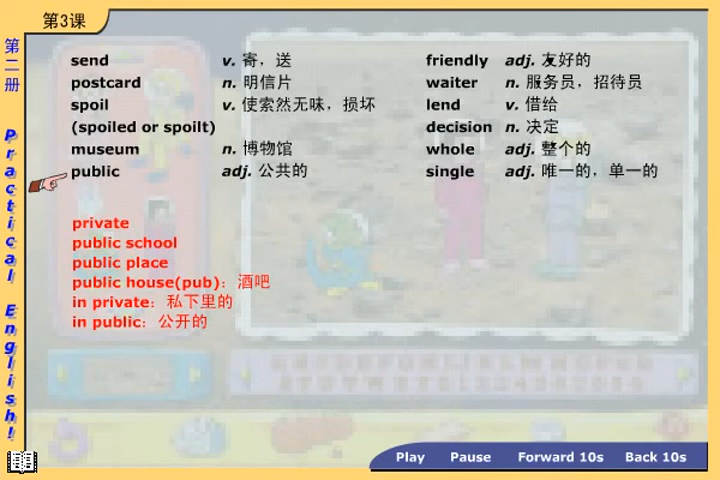 第3课
第二册
Practical English!
send v. 寄，送
postcard n. 明信片
spoil v. 使索然无味，损坏
(spoiled or spoilt)
museum n. 博物馆
public adj. 公共的
friendly adj. 友好的
waiter n. 服务员，招待员
lend v. 借给
decision n. 决定
whole adj. 整个的
single adj. 唯一的，单一的
private
public school
public place
public house(pub)：酒吧
in private：私下里的
in public：公开的
Play Pause Forward 10s Back 10s